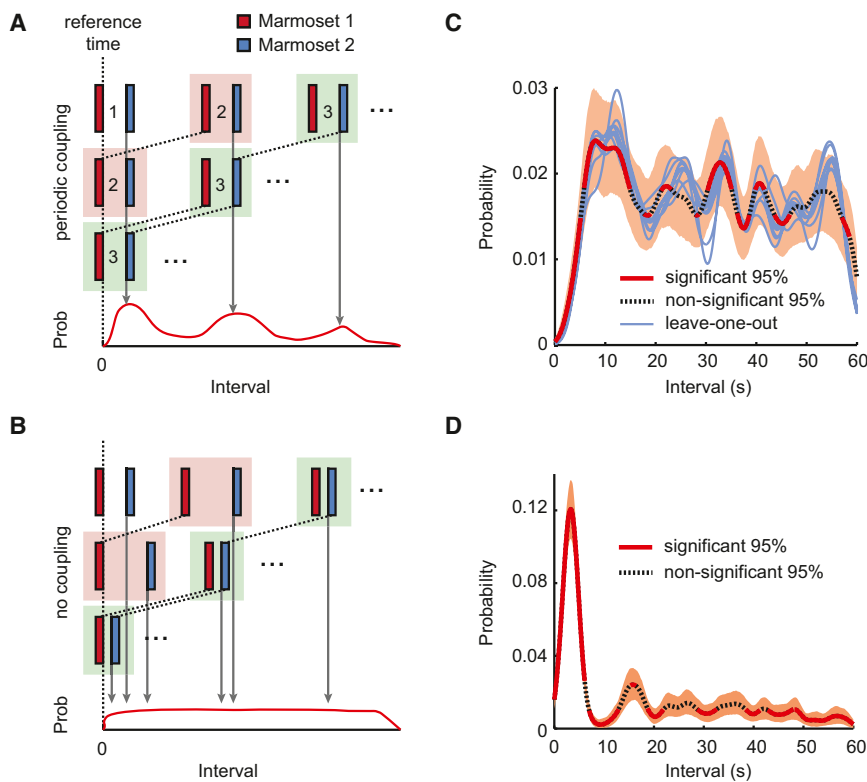 A
reference
time
Marmoset 1
Marmoset 2
periodic coupling
1
2
3
...
2
3
...
3
...
Prob
0
Interval
B
no coupling
...
...
...
Prob
0
Interval
C
Probability
0.03
0.02
0.01
0
significant 95%
non-significant 95%
leave-one-out
0 10 20 30 40 50 60
Interval (s)
D
Probability
0.12
0.08
0.04
0
significant 95%
non-significant 95%
0 10 20 30 40 50 60
Interval (s)